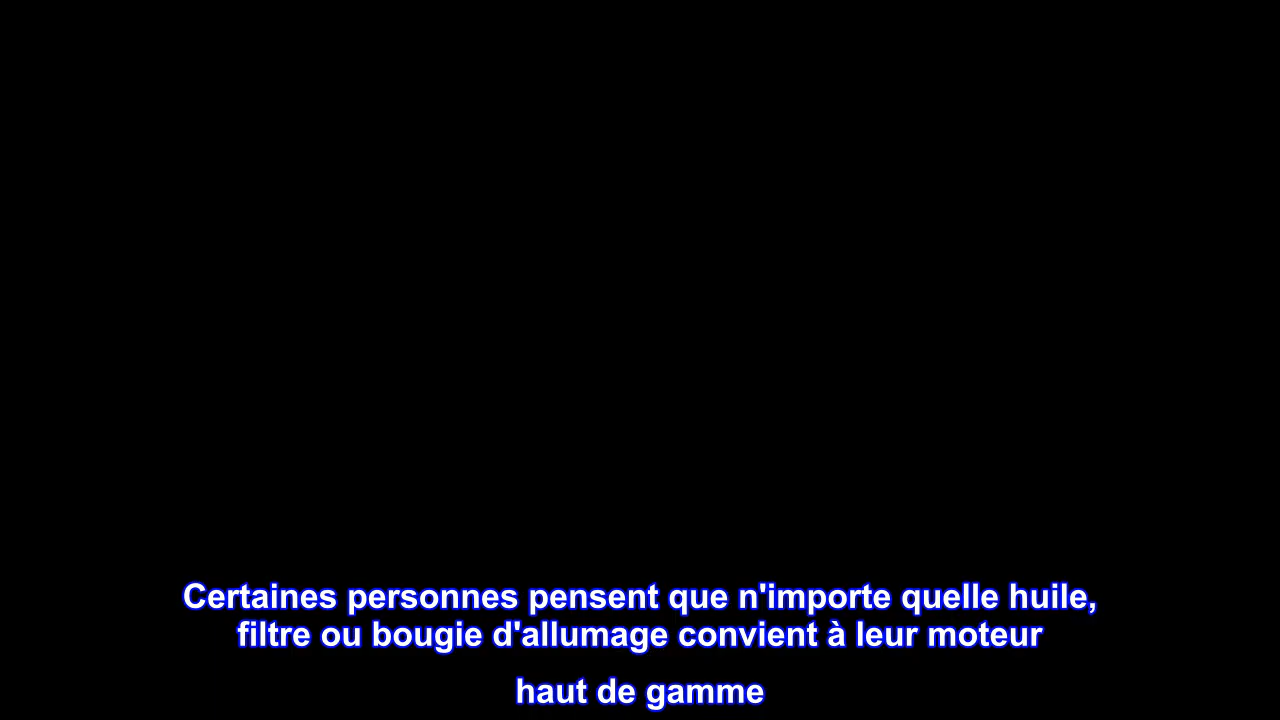 Certaines personnes pensent que n'importe quelle huile,
filtre ou bougie d'allumage convient à leur moteur
haut de gamme